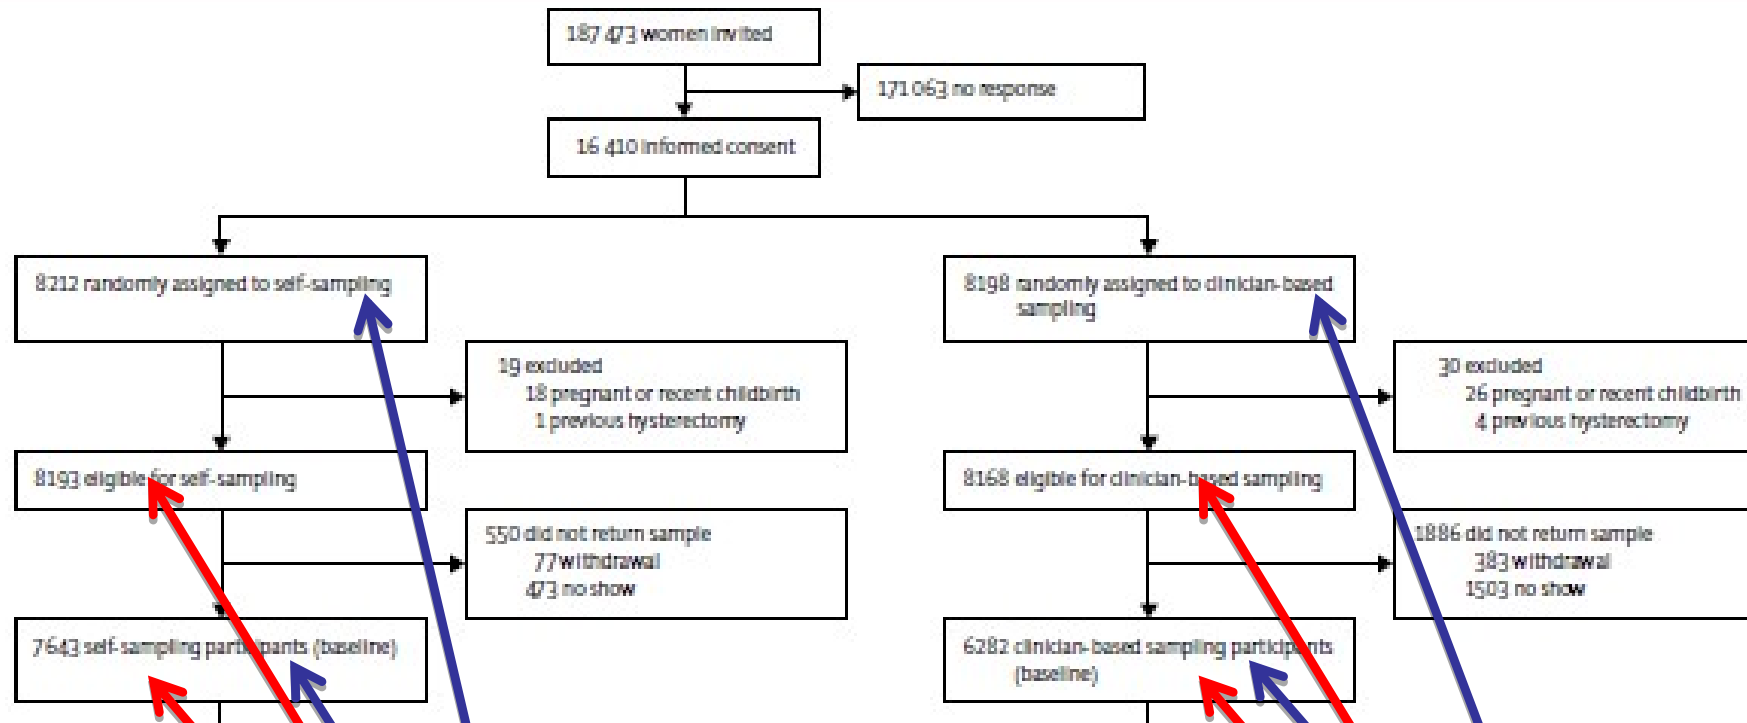 187 473 women invited
171 063 no response
16 410 informed consent
8212 randomly assigned to self-sampling
8198 randomly assigned to clinician-based
sampling
19 excluded
18 pregnant or recent childbirth
1 previous hysterectomy
30 excluded
26 pregnant or recent childbirth
4 previous hysterectomy
8193 eligible for self-sampling
8168 eligible for clinician-based sampling
550 did not return sample
77 withdrawal
473 no show
1886 did not return sample
383 withdrawal
1503 no show
7643 self-sampling participants (baseline)
6282 clinician-based sampling participants
(baseline)